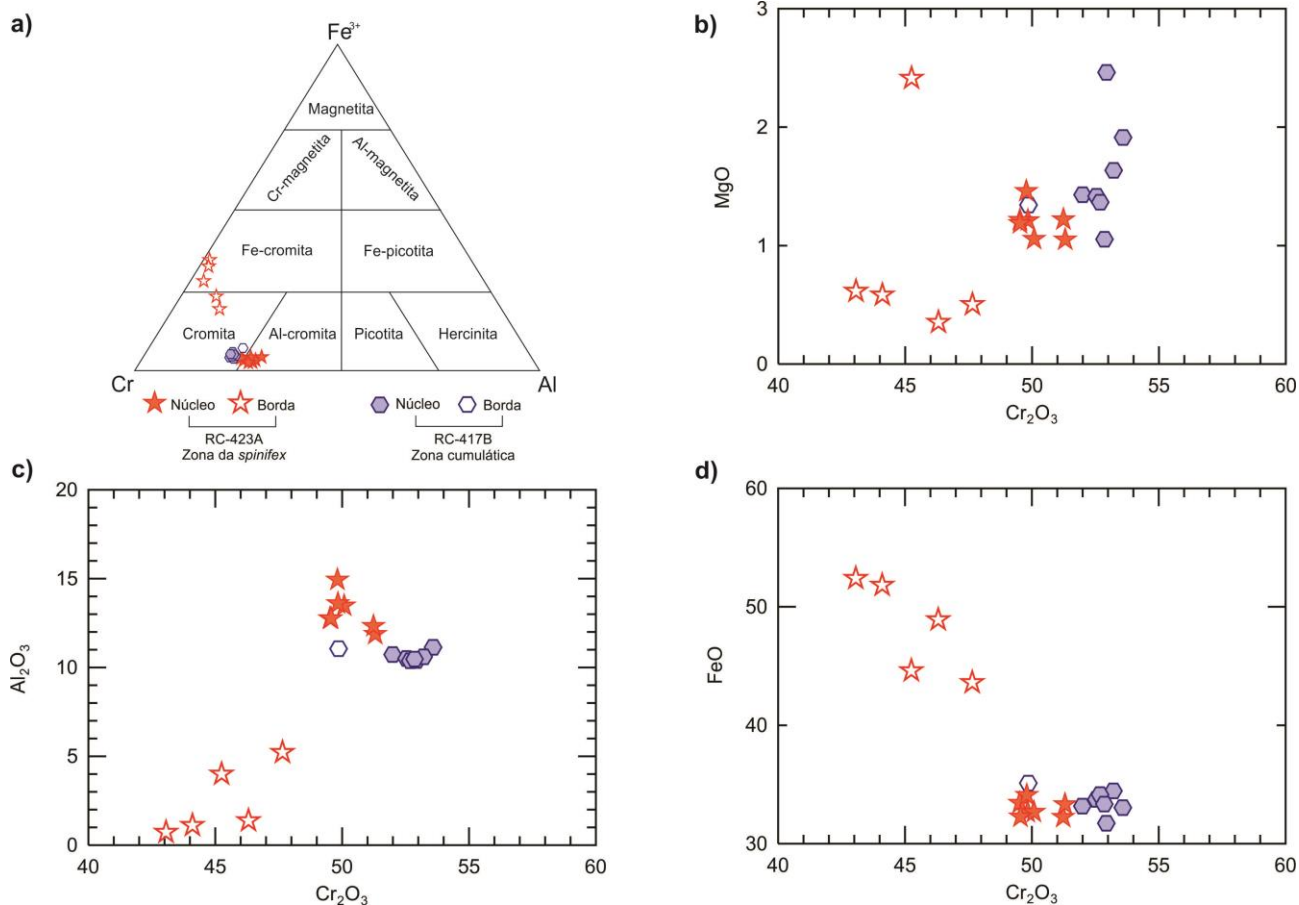 a)
Fe3+
Magnetita
Cr-magnetita
Al-magnetita
Fe-cromita
Fe-picotita
Cromita
Al-cromita
Picotita
Hercinita
Cr
Al
Núcleo
Borda
Núcleo
Borda
RC-423A
Zona da spinifex
RC-417B
Zona cumulática
b)
3
2
1
0
MgO
40
45
50
55
60
Cr2O3
c)
20
15
10
5
0
Al2O3
40
45
50
55
60
Cr2O3
d)
60
50
40
30
FeO
40
45
50
55
60
Cr2O3